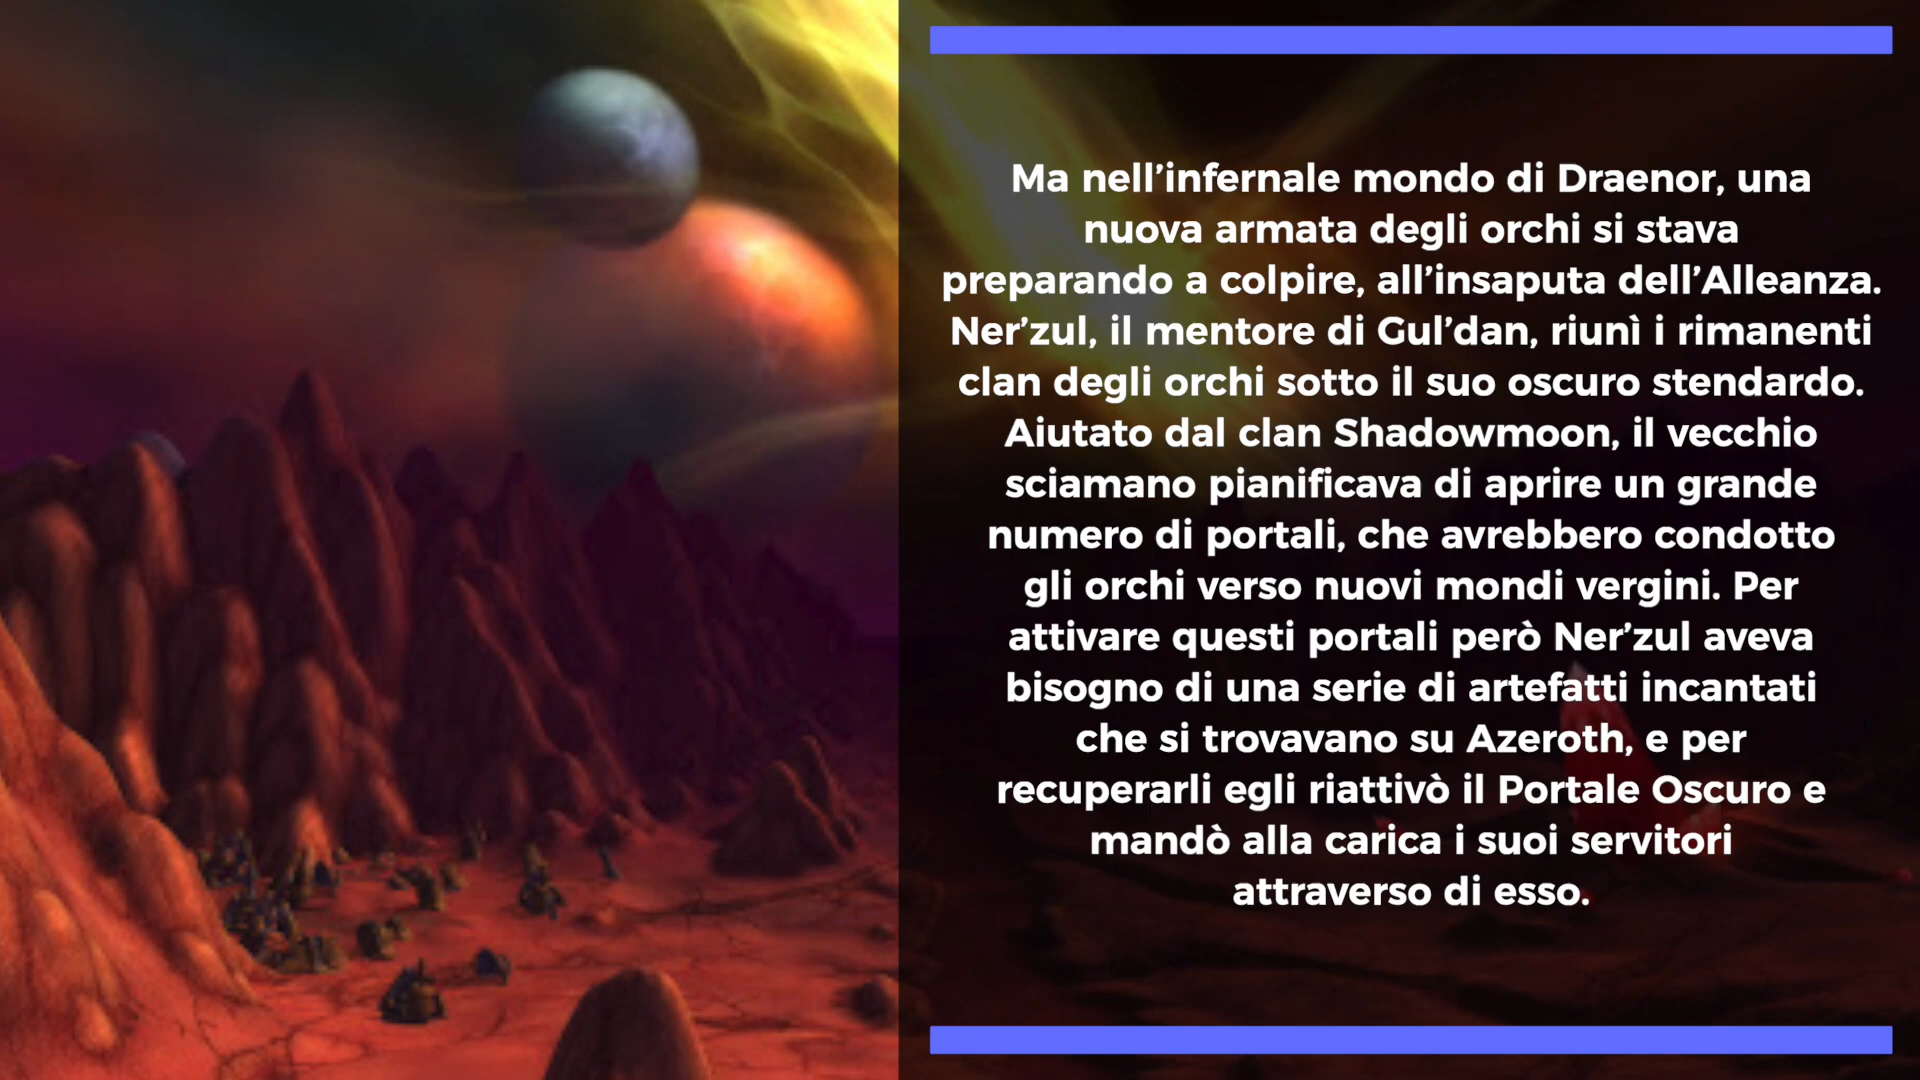 Ma nell’infernale mondo di Draenor, una
nuova armata degli orchi si stava
preparando a colpire, all’insaputa dell’Alleanza.
Ner’zul, il mentore di Gul’dan, riunì i rimanenti
clan degli orchi sotto il suo oscuro stendardo.
Aiutato dal clan Shadowmoon, il vecchio
sciamano pianificava di aprire un grande
numero di portali, che avrebbero condotto
gli orchi verso nuovi mondi vergini. Per
attivare questi portali però Ner’zul aveva
bisogno di una serie di artefatti incantati
che si trovavano su Azeroth, e per
recuperarli egli riattivò il Portale Oscuro e
mandò alla carica i suoi servitori
attraverso di esso.